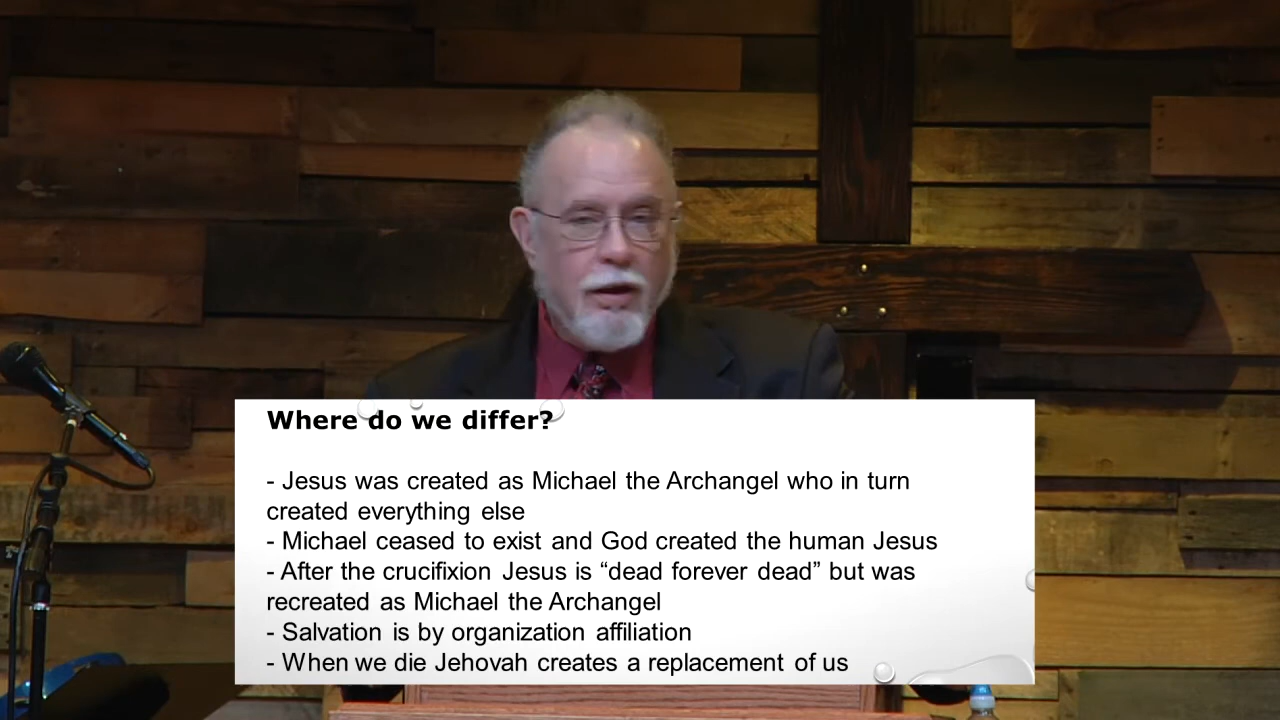 Where do we differ?
- Jesus was created as Michael the Archangel who in turn
created everything else
- Michael ceased to exist and God created the human Jesus
- After the crucifixion Jesus is “dead forever dead” but was
recreated as Michael the Archangel
- Salvation is by organization affiliation
- When we die Jehovah creates a replacement of us